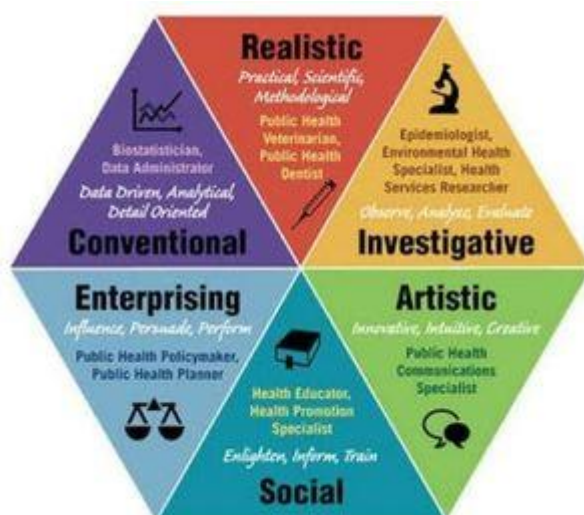 Realistic
Practical, Scientific,
Methodological
Public Health
Veterinarian,
Public Health
Dentist
Biostatistician,
Data Administrator
Data Driven, Analytical,
Detail Oriented
Conventional
Epidemiologist,
Environmental Health
Specialist, Health
Services Researcher
Observe, Analyze, Evaluate
Investigative
Enterprising
Influence, Persuade, Perform
Public Health Policymaker,
Public Health Planner
Health Educator,
Health Promotion
Specialist
Enlighten, Inform, Train
Social
Artistic
Innovative, Intuitive, Creative
Public Health
Communications
Specialist